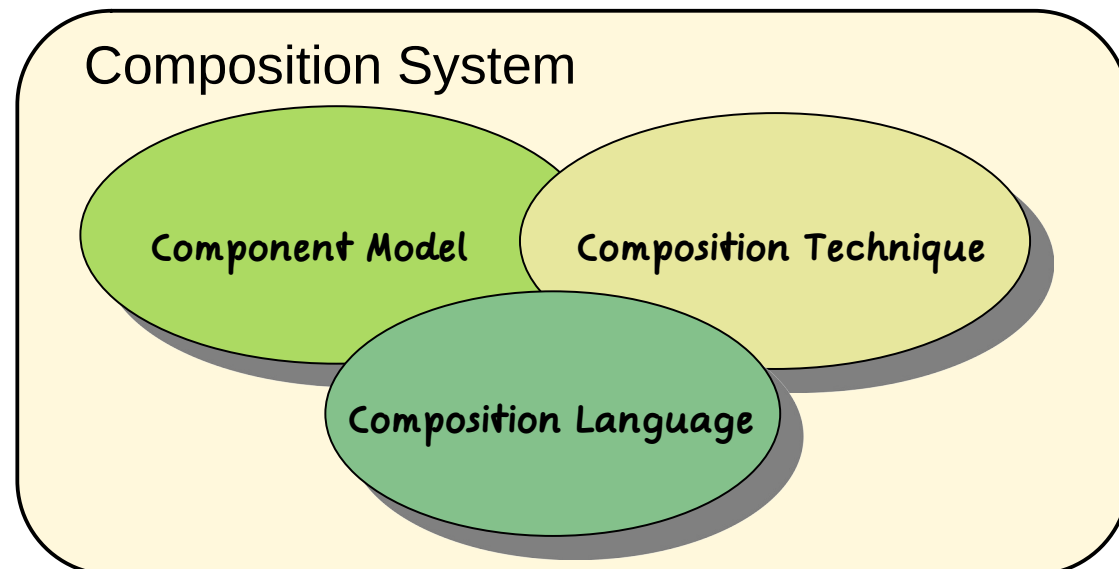 Composition System
Component Model
Composition Technique
Composition Language